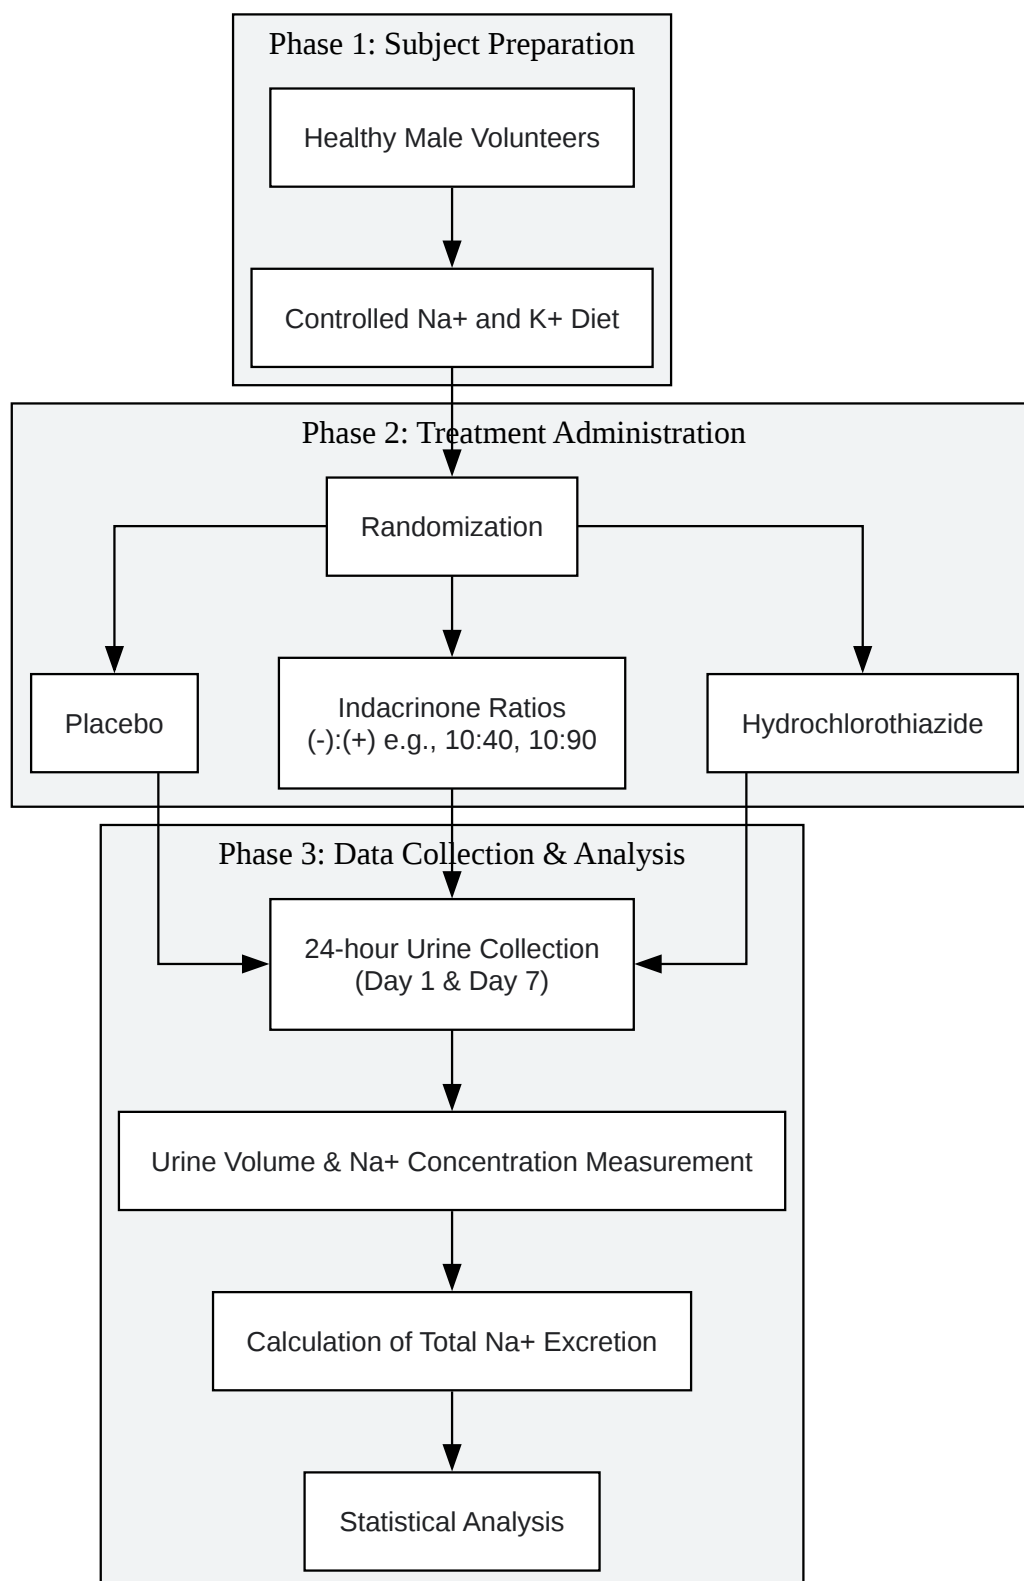 Phase 1: Subject Preparation
Healthy Male Volunteers
Controlled Na+ and K+ Diet
Phase 2: Treatment Administration
Randomization
Placebo
Indacrinone Ratios
(-):(+) e.g., 10:40, 10:90
Hydrochlorothiazide
Phase 3: Data Collection & Analysis
24-hour Urine Collection
(Day 1 & Day 7)
Urine Volume & Na+ Concentration Measurement
Calculation of Total Na+ Excretion
Statistical Analysis